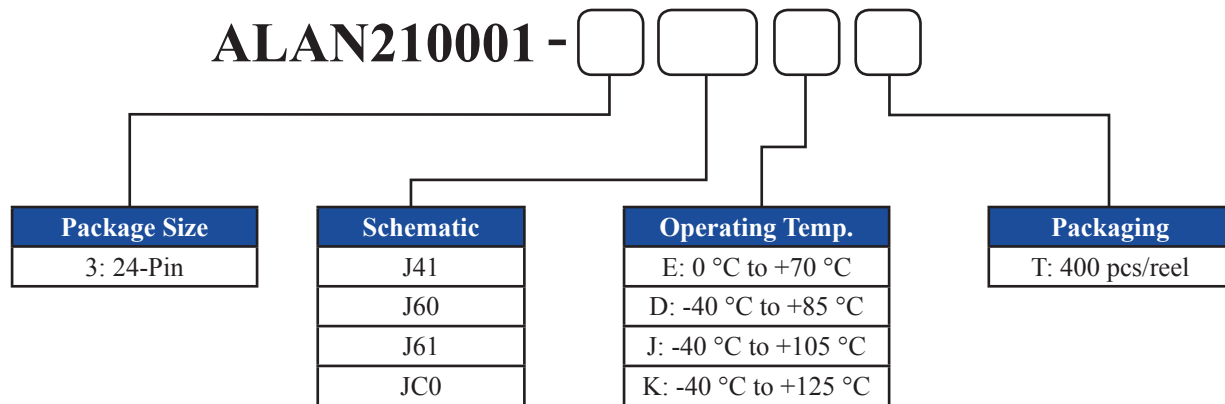 ALAN210001 -
Package Size
3: 24-Pin
Schematic
J41
J60
J61
JC0
Operating Temp.
E: 0 °C to +70 °C
D: -40 °C to +85 °C
J: -40 °C to +105 °C
K: -40 °C to +125 °C
Packaging
T: 400 pcs/reel